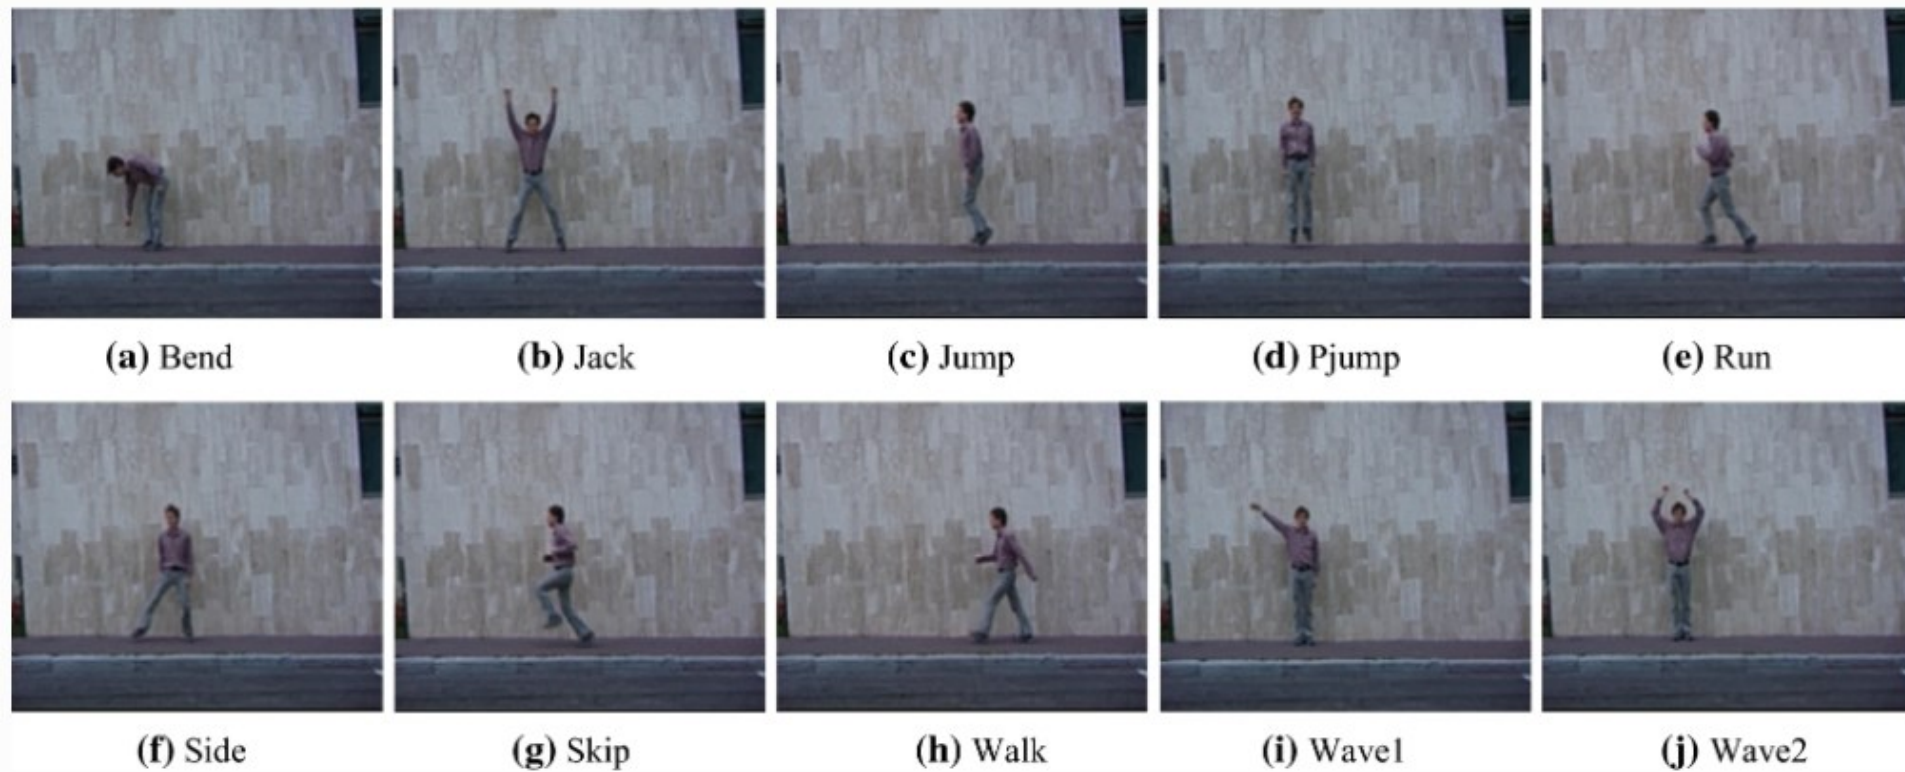 (a) Bend
(b) Jack
(c) Jump
(d) Pjump
(e) Run
(f) Side
(g) Skip
(h) Walk
(i) Wave1
(j) Wave2